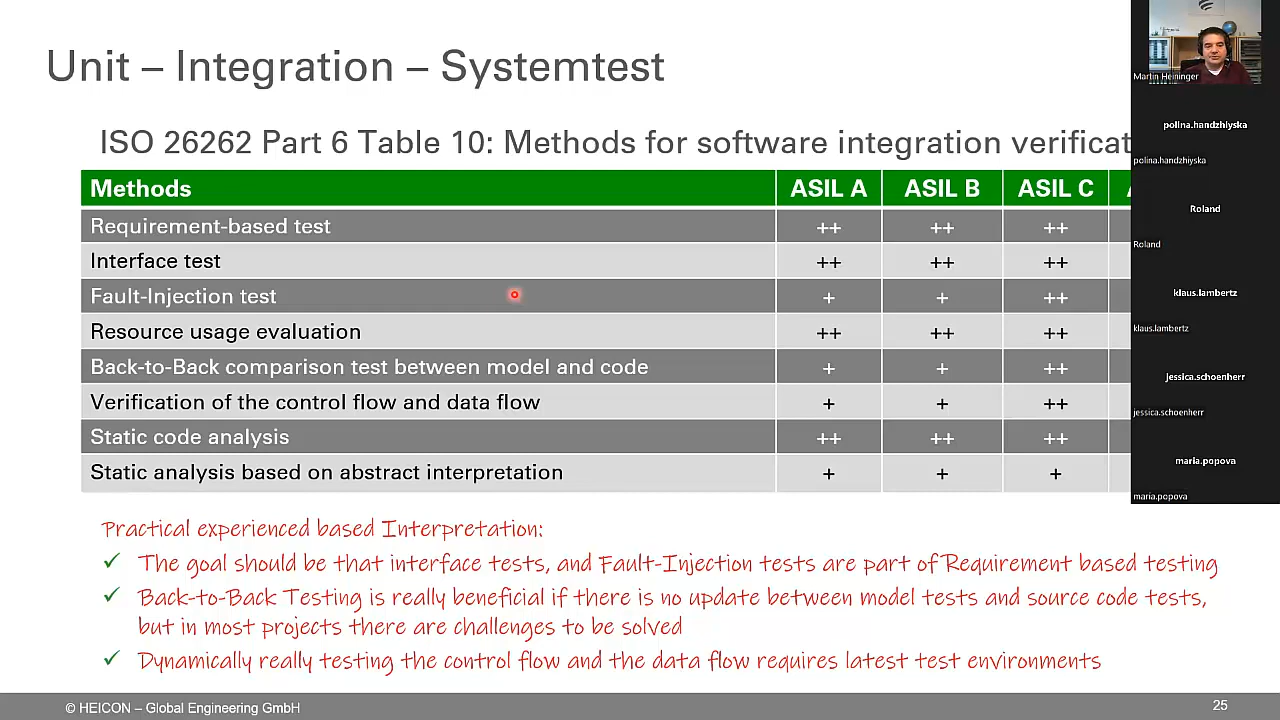 Unit – Integration – Systemtest
ISO 26262 Part 6 Table 10: Methods for software integration verificat
Methods ASIL A ASIL B ASIL C
Requirement-based test ++ ++ ++
Interface test ++ ++ ++
Fault-Injection test + + ++
Resource usage evaluation ++ ++ ++
Back-to-Back comparison test between model and code + + ++
Verification of the control flow and data flow + + ++
Static code analysis ++ ++ ++
Static analysis based on abstract interpretation + + +
Practical experienced based Interpretation:
✓ The goal should be that interface tests, and Fault-Injection tests are part of Requirement based testing
✓ Back-to-Back Testing is really beneficial if there is no update between model tests and source code tests,
but in most projects there are challenges to be solved
✓ Dynamically really testing the control flow and the data flow requires latest test environments
© HEICON – Global Engineering GmbH
25
Martin Heininger
polina.handzhiyska
polina.handzhiyska
Roland
Roland
klaus.lambertz
klaus.lambertz
jessica.schoenherr
jessica.schoenherr
maria.popova
maria.popova